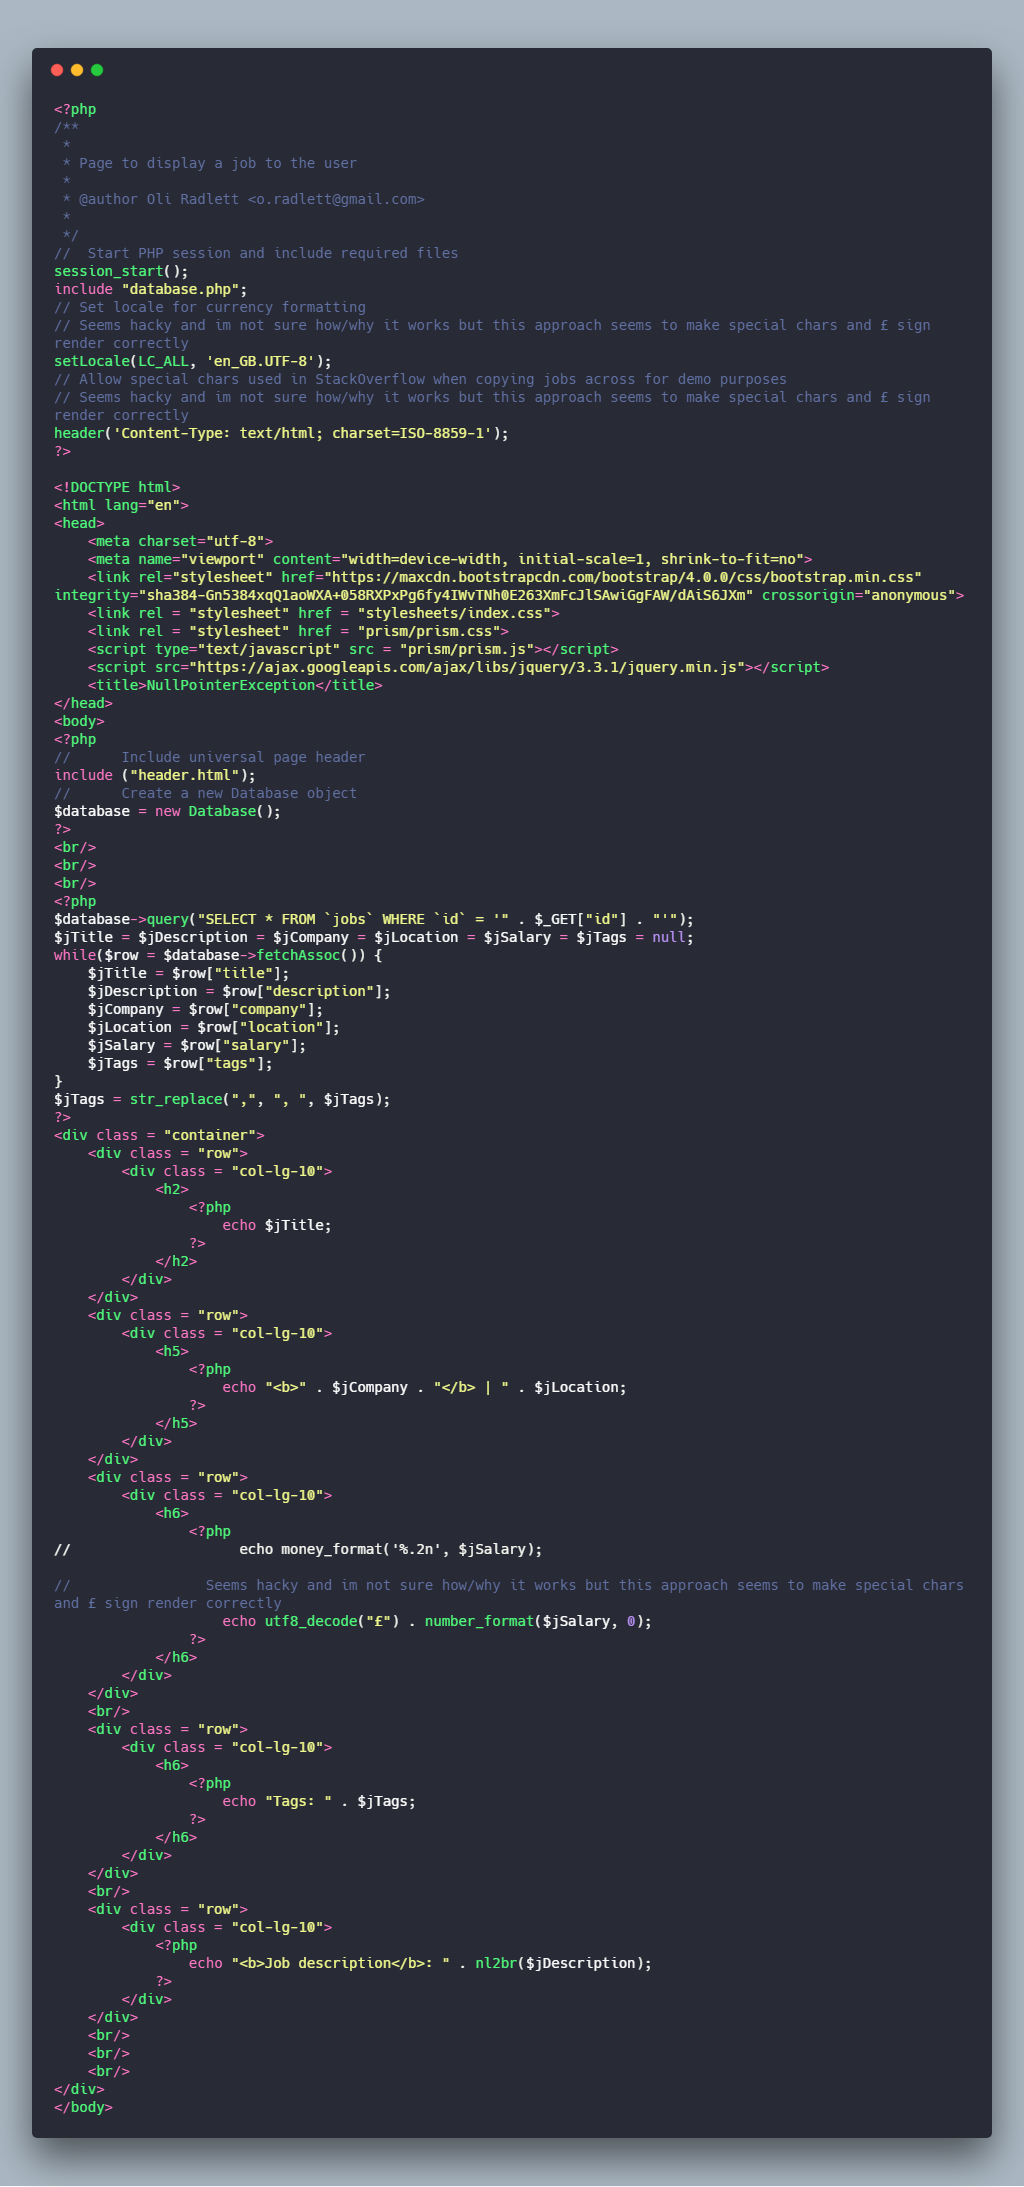 <?php
/**
 *
 * Page to display a job to the user
 *
 * @author Oli Radlett <o.radlett@gmail.com>
 *
 */
//  Start PHP session and include required files
session_start();
include "database.php";
// Set locale for currency formatting
// Seems hacky and im not sure how/why it works but this approach seems to make special chars and £ sign
render correctly
setLocale(LC_ALL, 'en_GB.UTF-8');
// Allow special chars used in StackOverflow when copying jobs across for demo purposes
// Seems hacky and im not sure how/why it works but this approach seems to make special chars and £ sign
render correctly
header('Content-Type: text/html; charset=ISO-8859-1');
?>

<!DOCTYPE html>
<html lang="en">
<head>
    <meta charset="utf-8">
    <meta name="viewport" content="width=device-width, initial-scale=1, shrink-to-fit=no">
    <link rel="stylesheet" href="https://maxcdn.bootstrapcdn.com/bootstrap/4.0.0/css/bootstrap.min.css"
integrity="sha384-Gn5384xqQ1aoWXA+058RXPxPg6fy4IWvTNh0E263XmFcJlSAwiGgFAW/dAiS6JXm" crossorigin="anonymous">
    <link rel = "stylesheet" href = "stylesheets/index.css">
    <link rel = "stylesheet" href = "prism/prism.css">
    <script type="text/javascript" src = "prism/prism.js"></script>
    <script src="https://ajax.googleapis.com/ajax/libs/jquery/3.3.1/jquery.min.js"></script>
    <title>NullPointerException</title>
</head>
<body>
<?php
//      Include universal page header
include ("header.html");
//      Create a new Database object
$database = new Database();
?>
<br/>
<br/>
<br/>
<?php
$database->query("SELECT * FROM `jobs` WHERE `id` = '" . $_GET["id"] . "'");
$jTitle = $jDescription = $jCompany = $jLocation = $jSalary = $jTags = null;
while($row = $database->fetchAssoc()) {
    $jTitle = $row["title"];
    $jDescription = $row["description"];
    $jCompany = $row["company"];
    $jLocation = $row["location"];
    $jSalary = $row["salary"];
    $jTags = $row["tags"];
}
$jTags = str_replace(",", ", ", $jTags);
?>
<div class = "container">
    <div class = "row">
        <div class = "col-lg-10">
            <h2>
                <?php
                    echo $jTitle;
                ?>
            </h2>
        </div>
    </div>
    <div class = "row">
        <div class = "col-lg-10">
            <h5>
                <?php
                    echo "<b>" . $jCompany . "</b> | " . $jLocation;
                ?>
            </h5>
        </div>
    </div>
    <div class = "row">
        <div class = "col-lg-10">
            <h6>
                <?php
//                    echo money_format('%.2n', $jSalary);

//                Seems hacky and im not sure how/why it works but this approach seems to make special chars
and £ sign render correctly
                    echo utf8_decode("£") . number_format($jSalary, 0);
                ?>
            </h6>
        </div>
    </div>
    <br/>
    <div class = "row">
        <div class = "col-lg-10">
            <h6>
                <?php
                    echo "Tags: " . $jTags;
                ?>
            </h6>
        </div>
    </div>
    <br/>
    <div class = "row">
        <div class = "col-lg-10">
            <?php
                echo "<b>Job description</b>: " . nl2br($jDescription);
            ?>
        </div>
    </div>
    <br/>
    <br/>
    <br/>
</div>
</body>